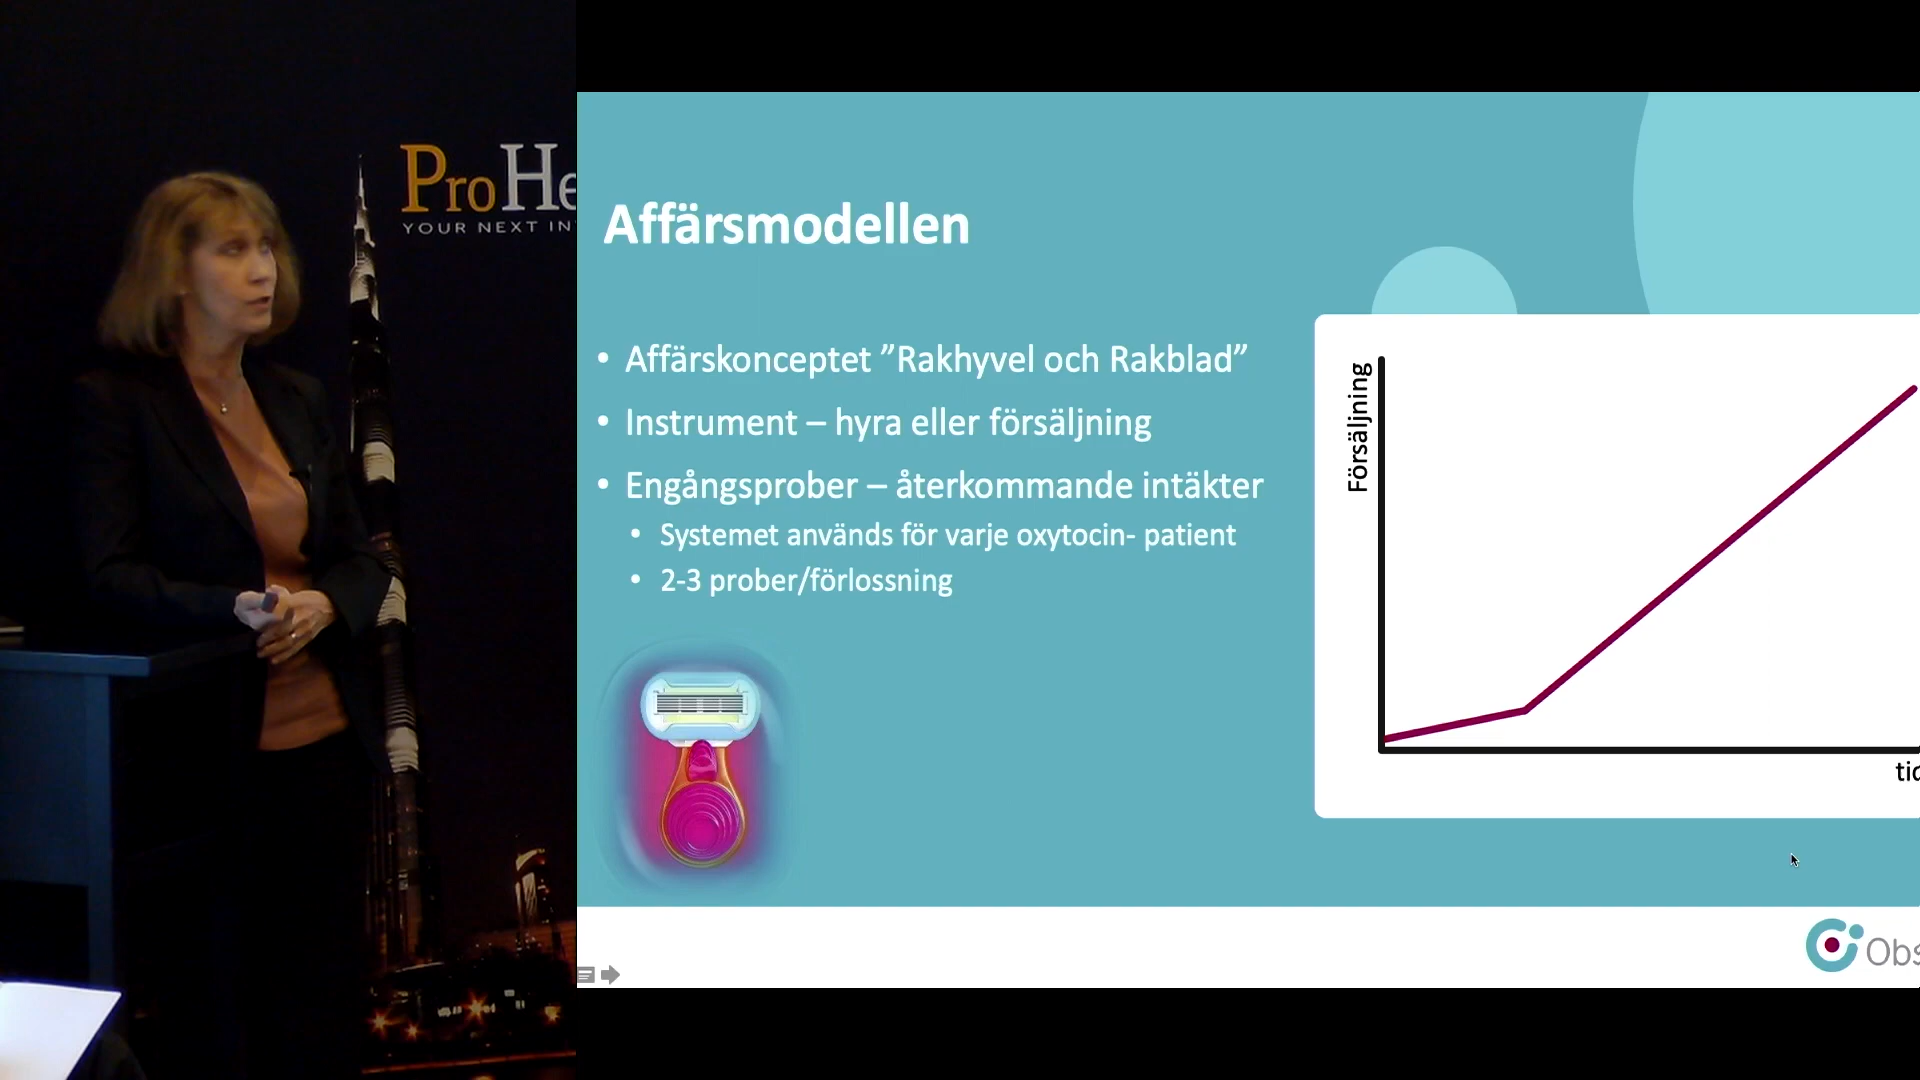 ProHe
YOUR NEXT IN
Affärsmodellen
• Affärskonceptet ”Rakhyvel och Rakblad”
• Instrument – hyra eller försäljning
• Engångsprober – återkommande intäkter
• Systemet används för varje oxytocin- patient
• 2-3 prober/förlossning
Försäljning
tid
Obs